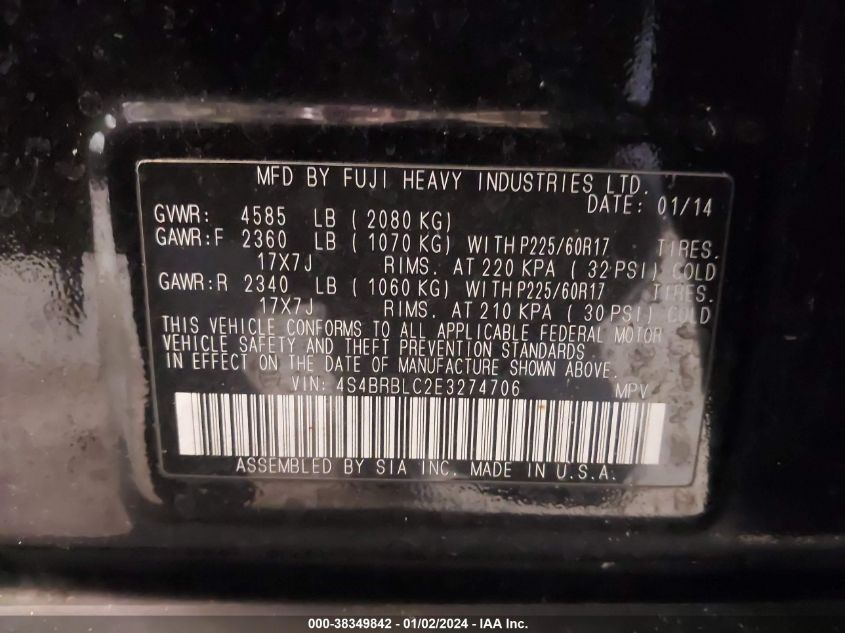 MFD BY FUJI HEAVY INDUSTRIES LTD.
DATE: 01/14
GVWR: 4585 LB ( 2080 KG)
GAWR:F 2360 LB ( 1070 KG) WITH P225/60R17 TIRES.
17X7J RIMS. AT 220 KPA ( 32 PSI) COLD
GAWR:R 2340 LB ( 1060 KG) WITH P225/60R17 TIRES.
17X7J RIMS. AT 210 KPA ( 30 PSI) COLD
THIS VEHICLE CONFORMS TO ALL APPLICABLE FEDERAL MOTOR
VEHICLE SAFETY AND THEFT PREVENTION STANDARDS
IN EFFECT ON THE DATE OF MANUFACTURE SHOWN ABOVE.
VIN: 4S4BRBLC2E3274706 MPV
ASSEMBLED BY SIA INC. MADE IN U.S.A.
000-38349842 - 01/02/2024 - IAA Inc.